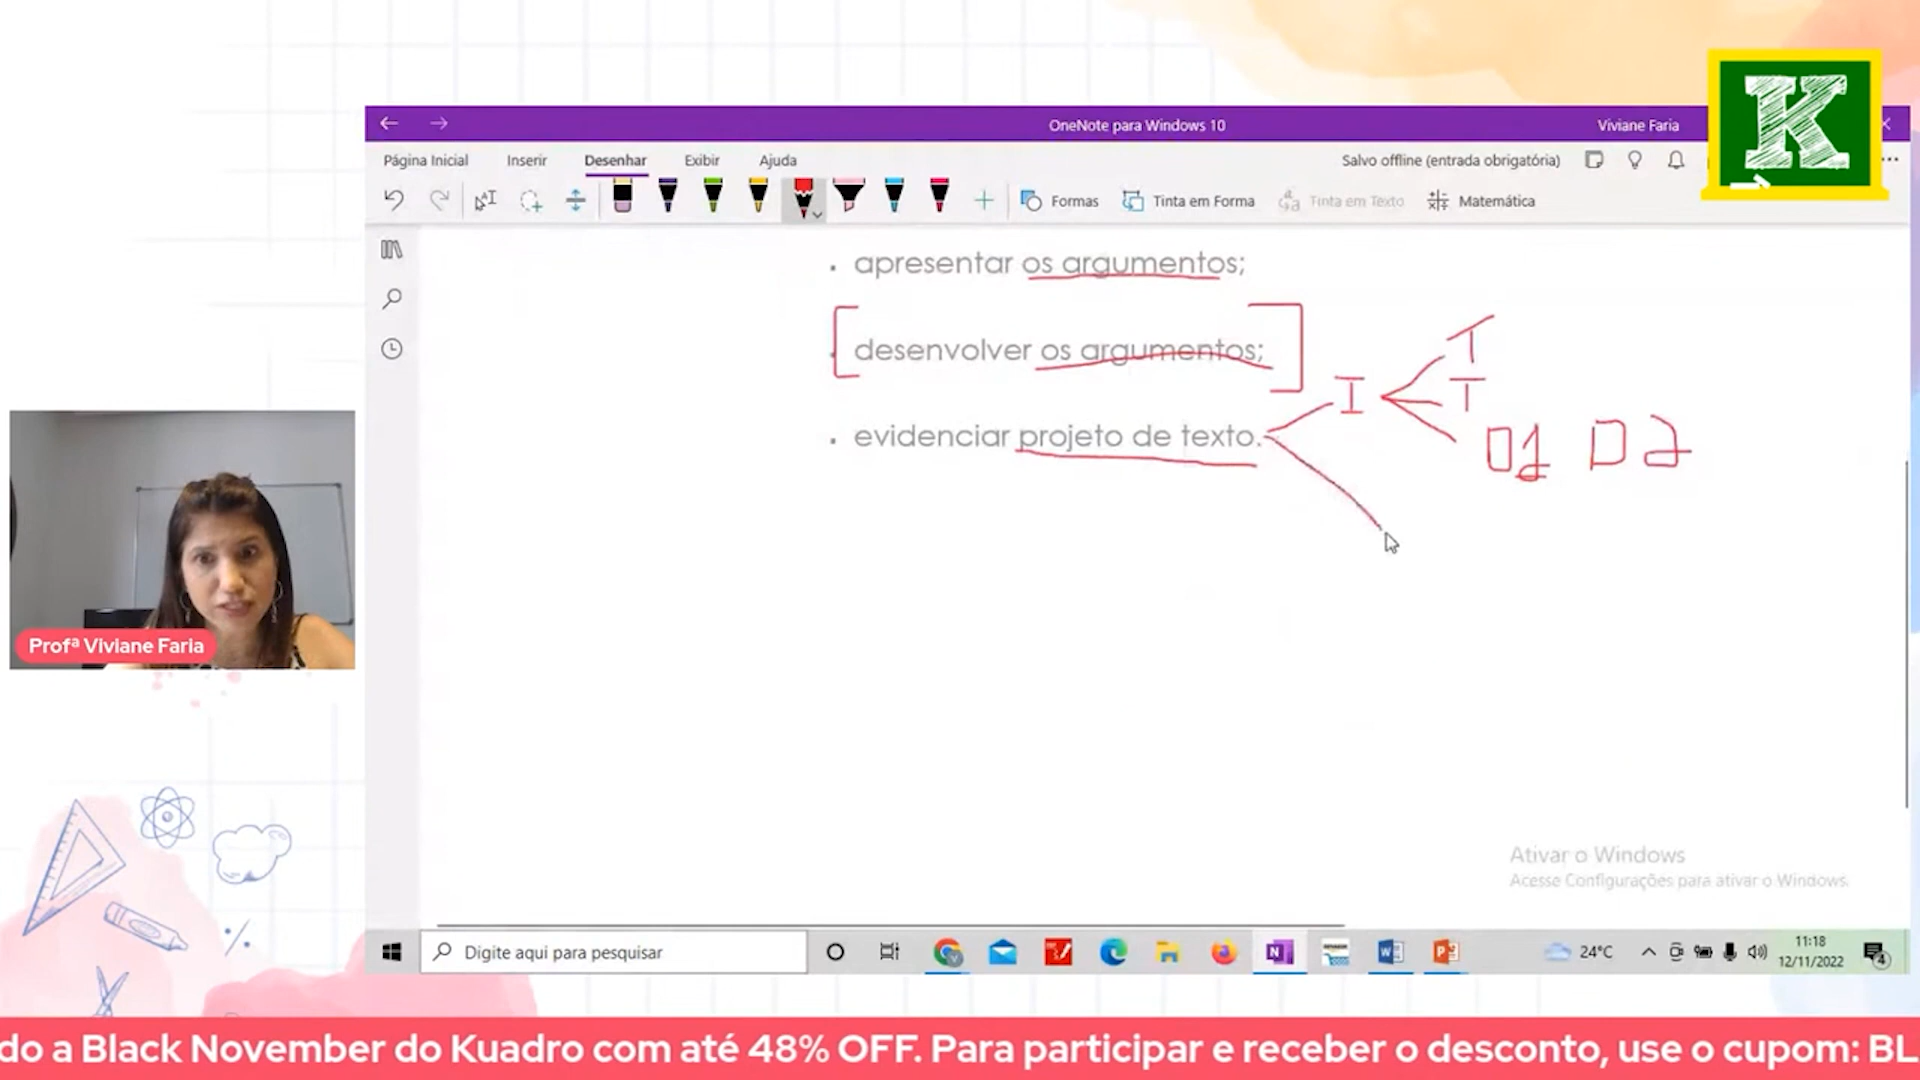 K
OneNote para Windows 10
Viviane Faria
Página Inicial Inserir Desenhar Exibir Ajuda
Salvo offline (entrada obrigatória)
Formas Tinta em Forma Tinta em Texto Matemática
. apresentar os argumentos;
. desenvolver os argumentos;
. evidenciar projeto de texto.
I
T
T
D1 D2
Profª Viviane Faria
Ativar o Windows
Acesse Configurações para ativar o Windows.
Digite aqui para pesquisar
24°C
11:18
12/11/2022
4
do a Black November do Kuadro com até 48% OFF. Para participar e receber o desconto, use o cupom: BL